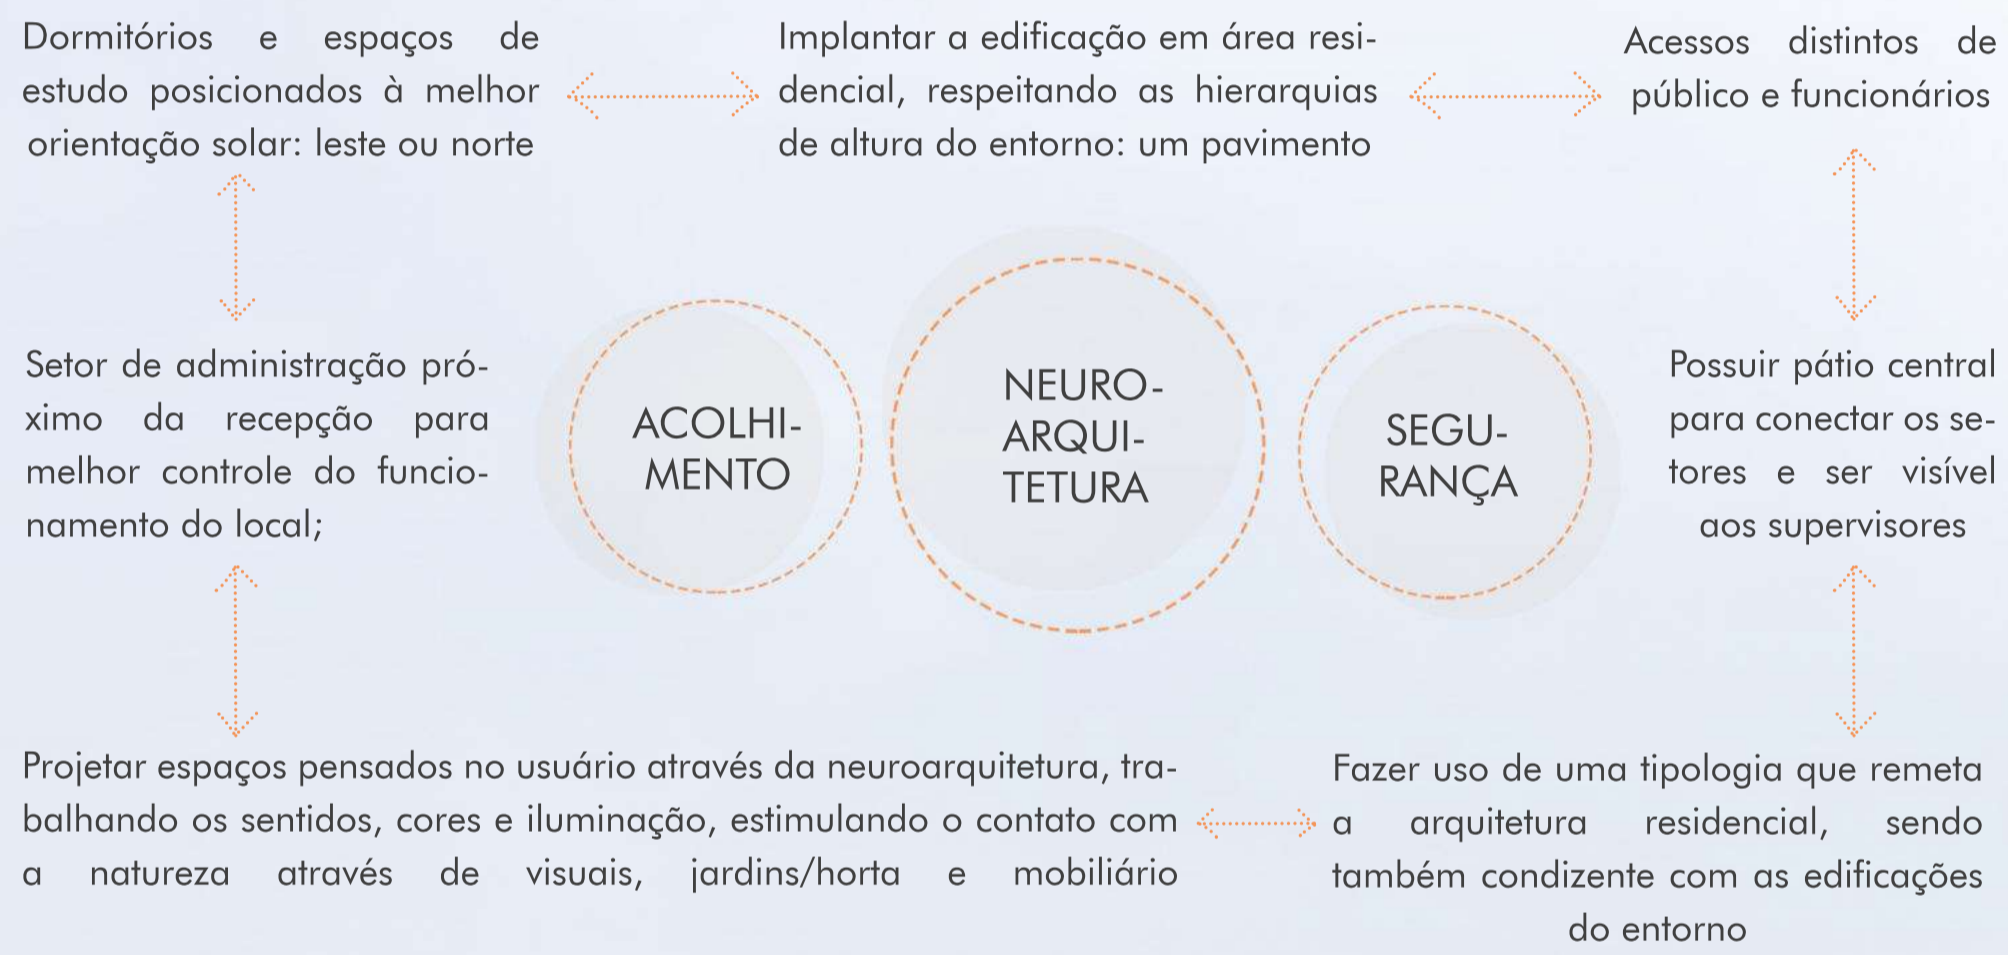 Dormitórios e espaços de
estudo posicionados à melhor
orientação solar: leste ou norte
Implantar a edificação em área resi-
dencial, respeitando as hierarquias
de altura do entorno: um pavimento
Acessos distintos de
público e funcionários
Setor de administração pró-
ximo da recepção para
melhor controle do funcio-
namento do local;
ACOLHI-
MENTO
NEURO-
ARQUI-
TETURA
SEGU-
RANÇA
Possuir pátio central
para conectar os se-
tores e ser visível
aos supervisores
Projetar espaços pensados no usuário através da neuroarquitetura, tra-
balhando os sentidos, cores e iluminação, estimulando o contato com
a natureza através de visuais, jardins/horta e mobiliário
Fazer uso de uma tipologia que remeta
a arquitetura residencial, sendo
também condizente com as edificações
do entorno